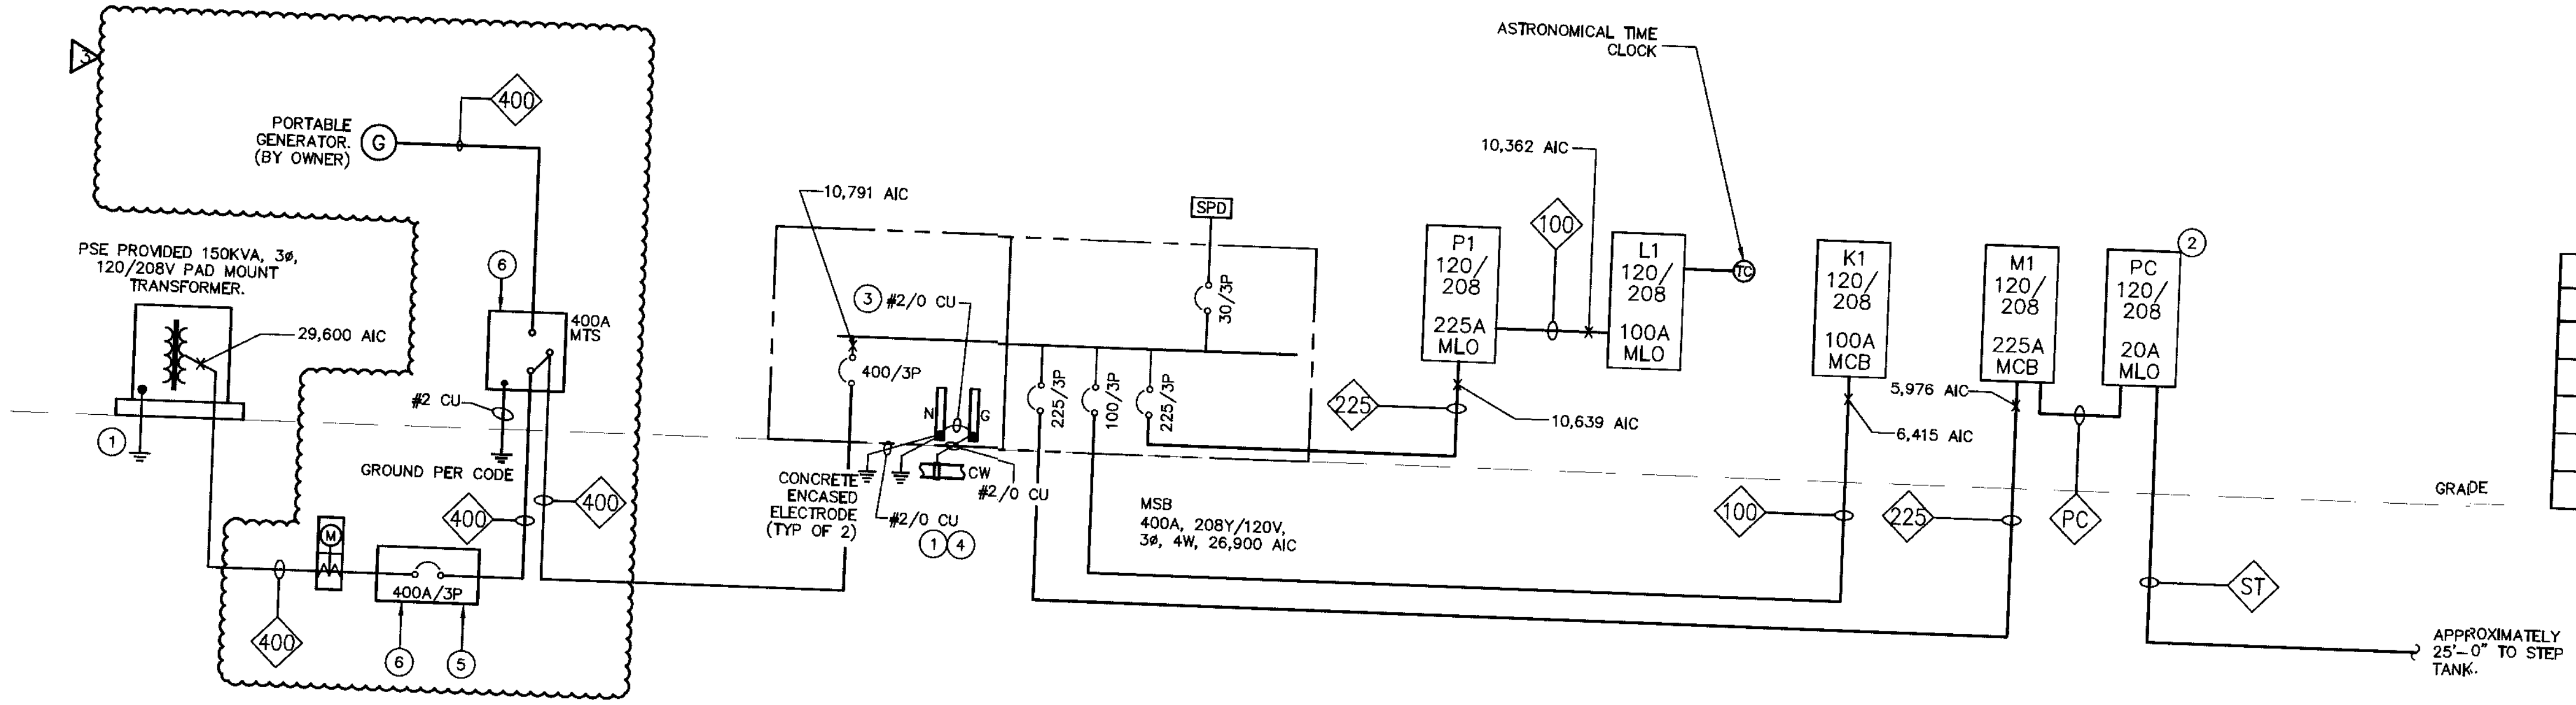 3
400
PORTABLE
GENERATOR.
(BY OWNER)
G
PSE PROVIDED 150KVA, 3ø,
120/208V PAD MOUNT
TRANSFORMER.
29,600 AIC
1
6
400A
MTS
#2 CU
GROUND PER CODE
400
400
M
400A/3P
400
6
5
10,791 AIC
SPD
3
#2/0 CU
30/3P
400/3P
N
G
225/3P
100/3P
225/3P
CONCRETE
ENCASED
ELECTRODE
(TYP OF 2)
CW
#2/0 CU
#2/0 CU
1
4
MSB
400A, 208Y/120V,
3ø, 4W, 26,900 AIC
ASTRONOMICAL TIME
CLOCK
10,362 AIC
100
P1
120/
208
225A
MLO
L1
120/
208
100A
MLO
TC
225
10,639 AIC
K1
120/
208
100A
MCB
6,415 AIC
M1
120/
208
225A
MCB
5,976 AIC
PC
120/
208
20A
MLO
2
100
225
PC
GRADE
ST
APPROXIMATELY
25'-0" TO STEP
TANK.